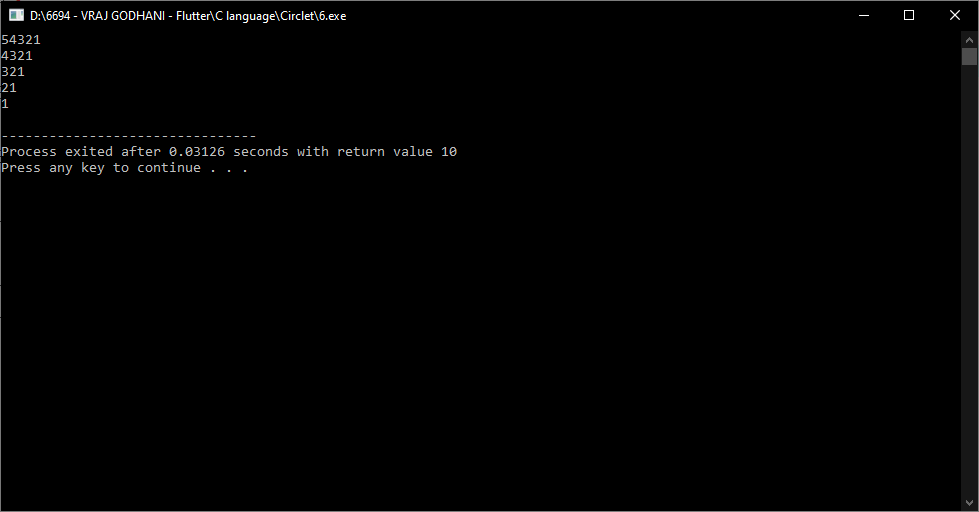 D:\6694 - VRAJ GODHANI - Flutter\C language\Circlet\6.exe
54321
4321
321
21
1
--------------------------------
Process exited after 0.03126 seconds with return value 10
Press any key to continue . . .